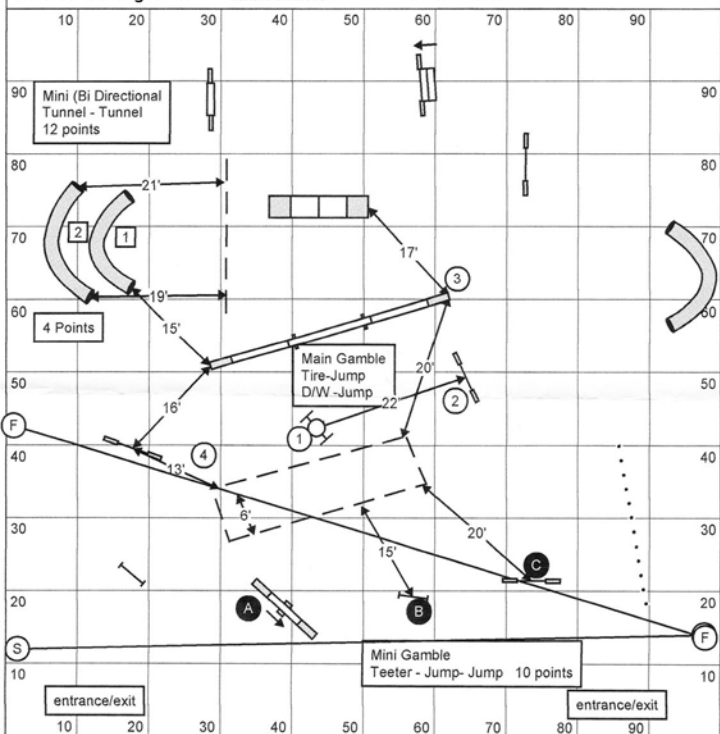 10 20 30 40 50 60 70 80 90
90 90
Mini (Bi Directional
Tunnel - Tunnel
12 points
80 80
21'
2 1
70 70
17'
3
60 60
19'
4 Points
15'
Main Gamble
Tire-Jump
D/W -Jump
50 50
20'
16'
22
2
1
F
40 40
4
13'
30 30
6'
20'
15'
C
20 20
A
B
F
S
Mini Gamble
Teeter - Jump- Jump 10 points
10 10
entrance/exit
entrance/exit
10 20 30 40 50 60 70 80 90